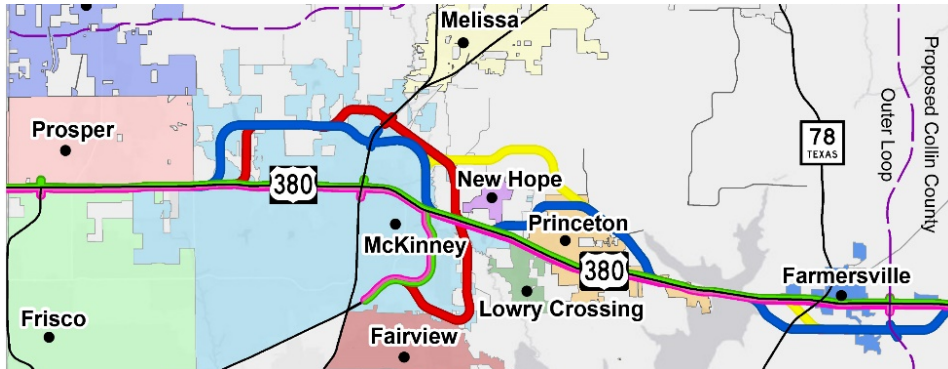 Melissa
Prosper
380
New Hope
McKinney
Princeton
380
78
TEXAS
Outer Loop
Proposed Collin County
Farmersville
Lowry Crossing
Frisco
Fairview